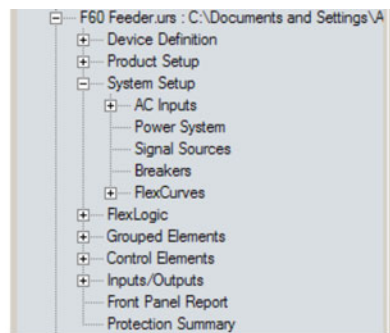 F60 Feeder.urs : C:\Documents and Settings\A
Device Definition
Product Setup
System Setup
AC Inputs
Power System
Signal Sources
Breakers
FlexCurves
FlexLogic
Grouped Elements
Control Elements
Inputs/Outputs
Front Panel Report
Protection Summary